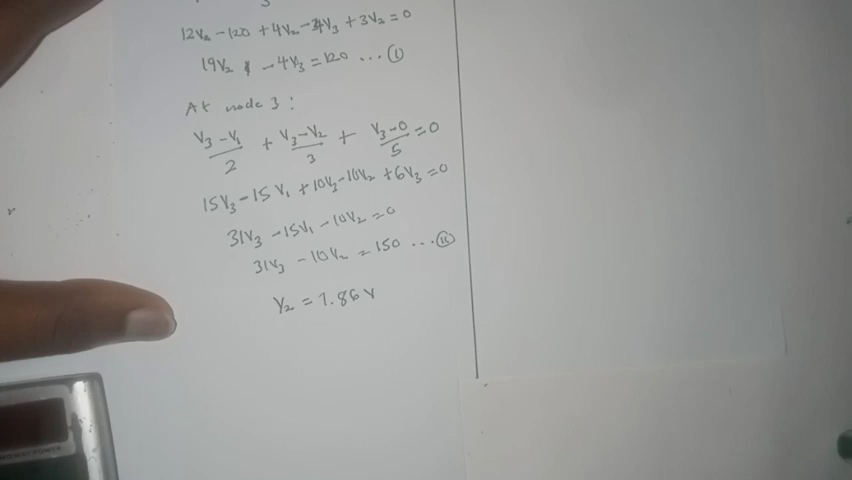 12V₂ - 120 + 4V₂ - 4V₃ + 3V₂ = 0
19V₂ - 4V₃ = 120 ... (i)
At node 3:
(V₃ - V₁)/2 + (V₃ - V₂)/3 + (V₃ - 0)/5 = 0
15V₃ - 15V₁ + 10V₃ - 10V₂ + 6V₃ = 0
31V₃ - 15V₁ - 10V₂ = 0
31V₃ - 10V₂ = 150 ... (ii)
V₂ = 7.86 V